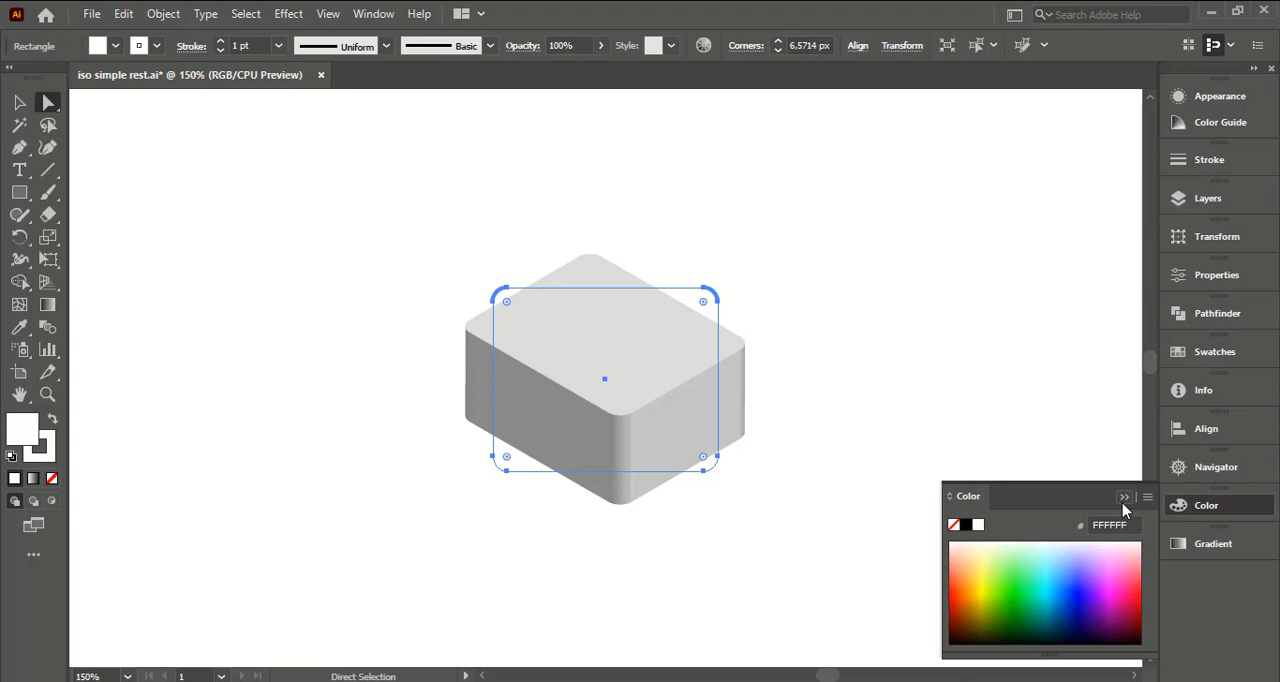 Ai File Edit Object Type Select Effect View Window Help Search Adobe Help
Rectangle Stroke: 1 pt Uniform Basic Opacity: 100% Style: Corners: 6,5714 px Align Transform
iso simple rest.ai* @ 150% (RGB/CPU Preview) ×
Appearance
Color Guide
Stroke
Layers
Transform
Properties
Pathfinder
Swatches
Info
Align
Navigator
Color
Gradient
Color
# FFFFFF
150% 1 Direct Selection